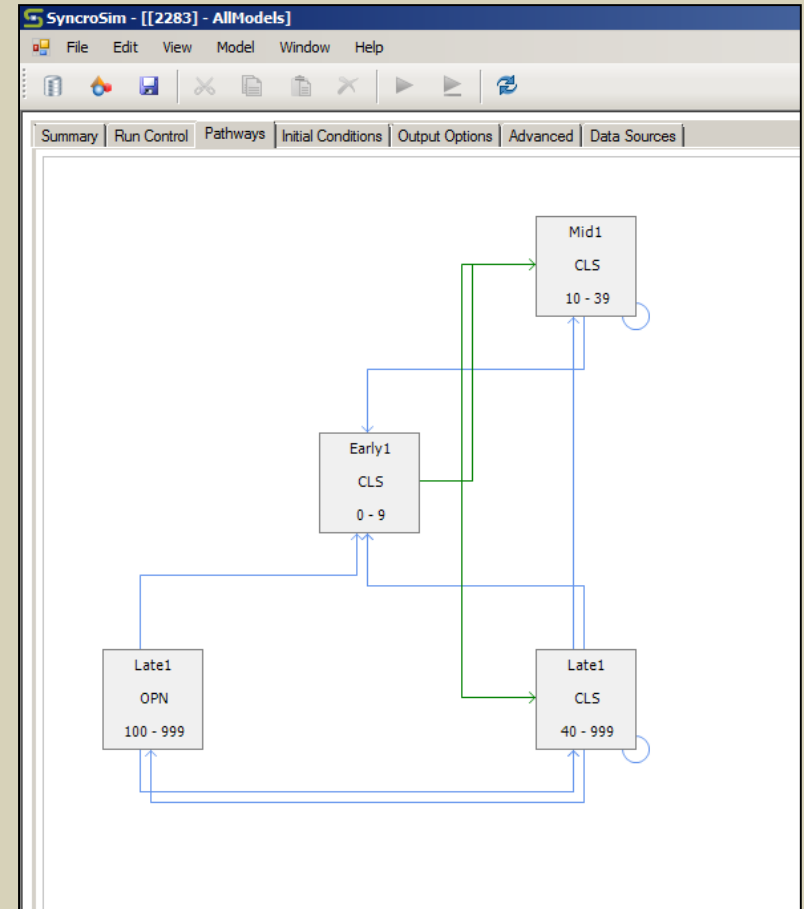 SyncroSim - [[2283] - AllModels]
File Edit View Model Window Help
Summary Run Control Pathways Initial Conditions Output Options Advanced Data Sources
Mid1
CLS
10 - 39
Early1
CLS
0 - 9
Late1
OPN
100 - 999
Late1
CLS
40 - 999